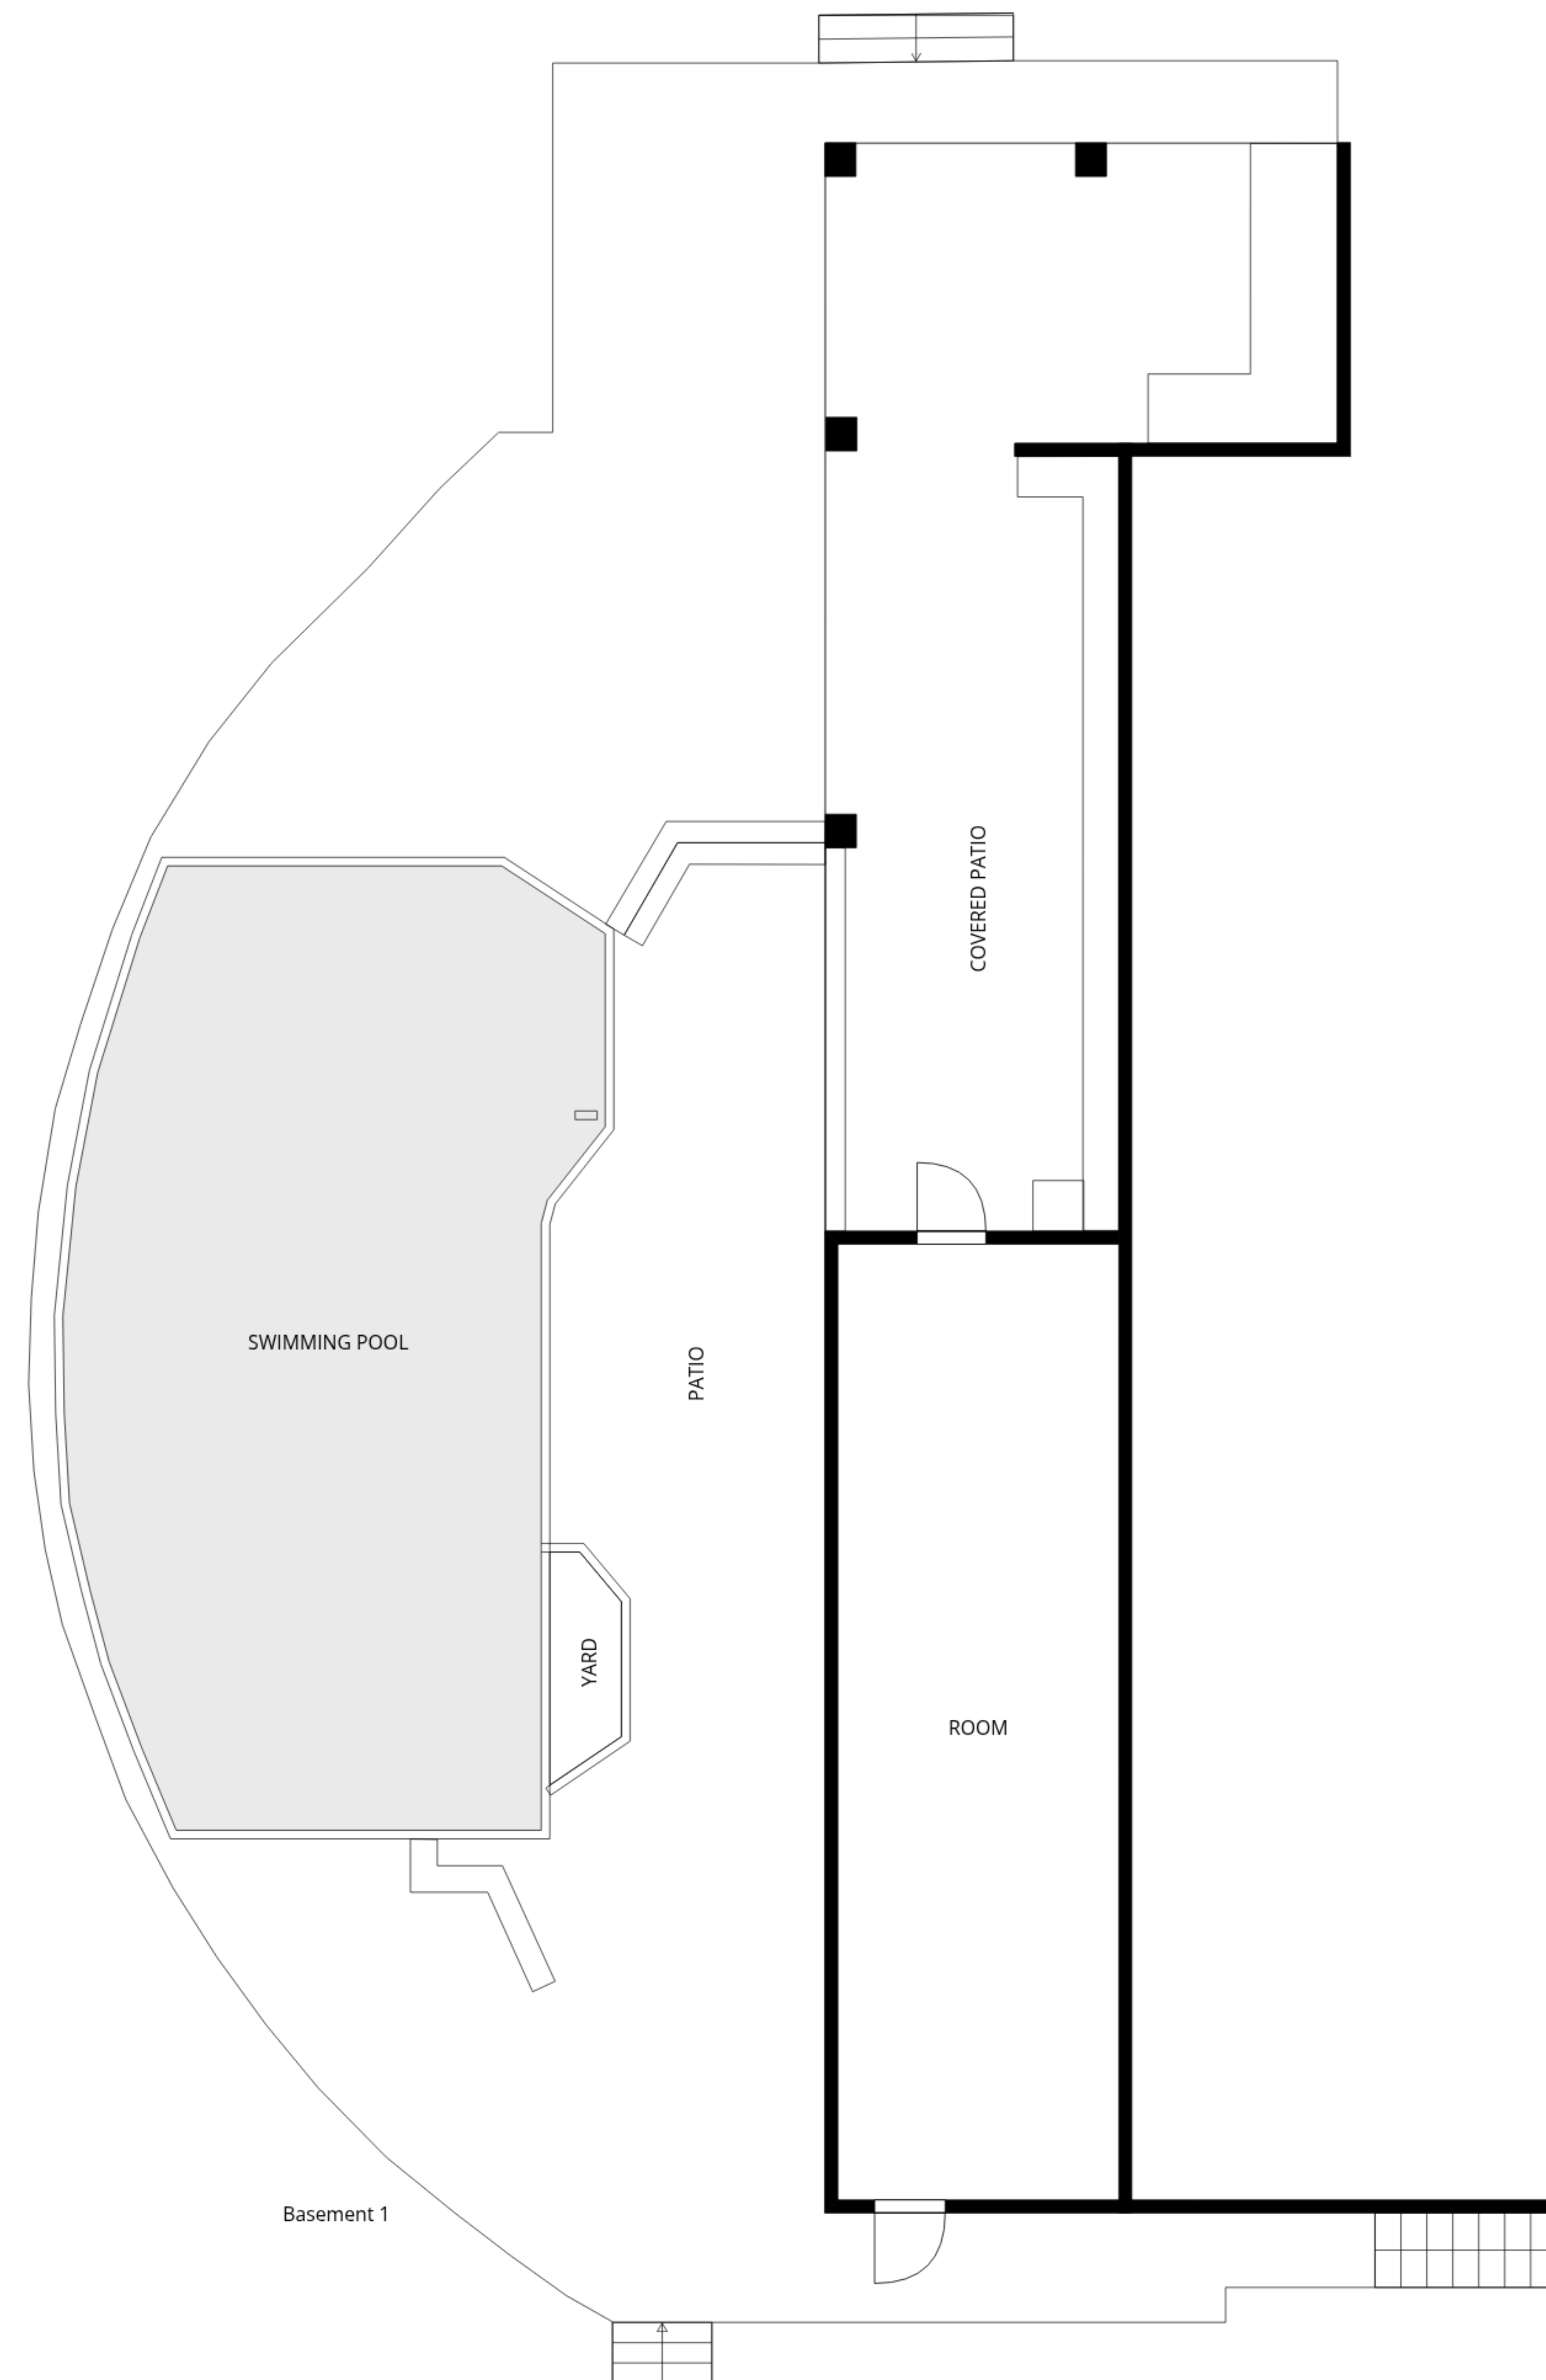 COVERED PATIO
SWIMMING POOL
PATIO
YARD
ROOM
Basement 1